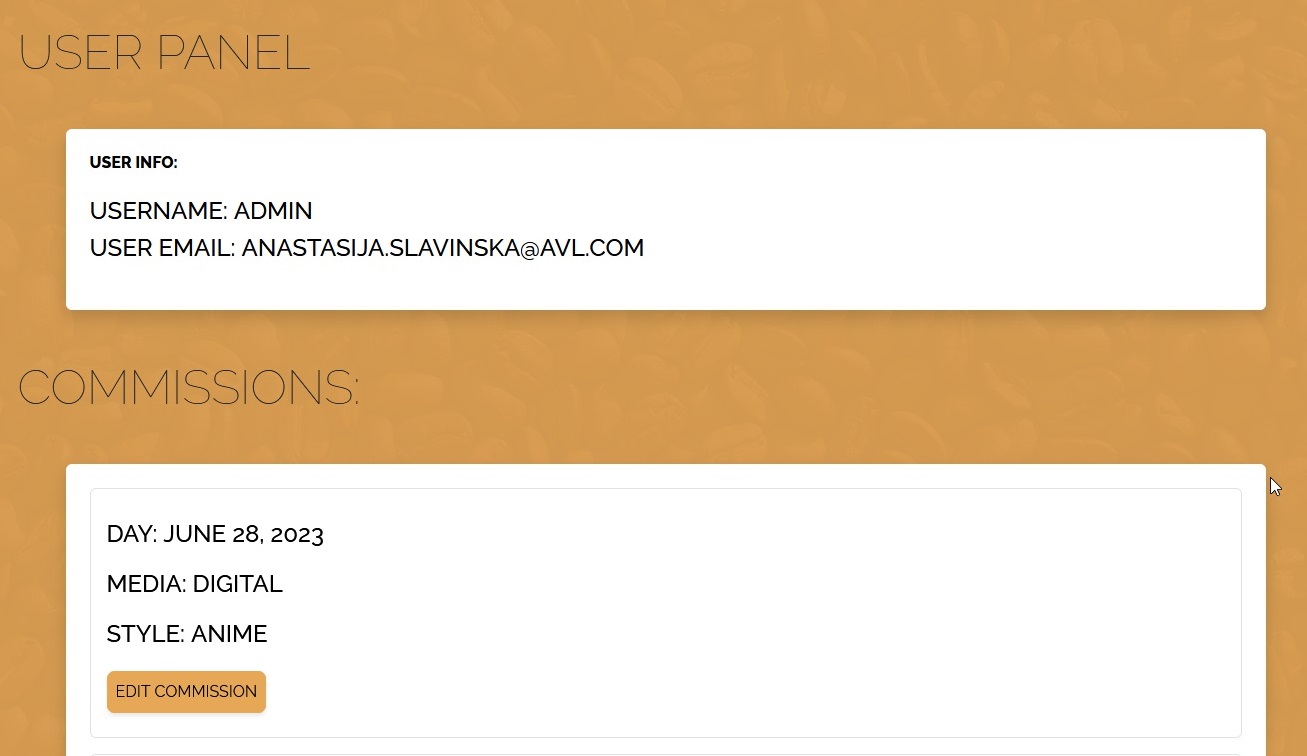 USER PANEL
USER INFO:
USERNAME: ADMIN
USER EMAIL: ANASTASIJA.SLAVINSKA@AVL.COM
COMMISSIONS:
DAY: JUNE 28, 2023
MEDIA: DIGITAL
STYLE: ANIME
EDIT COMMISSION